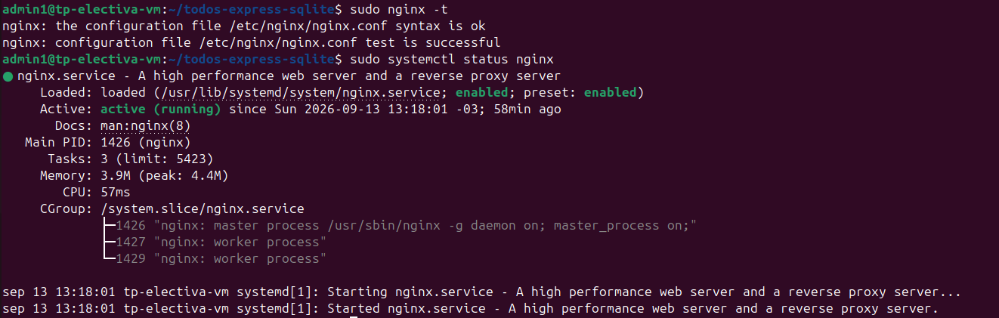 admin1@tp-electiva-vm:~/todos-express-sqlite$ sudo nginx -t
nginx: the configuration file /etc/nginx/nginx.conf syntax is ok
nginx: configuration file /etc/nginx/nginx.conf test is successful
admin1@tp-electiva-vm:~/todos-express-sqlite$ sudo systemctl status nginx
● nginx.service - A high performance web server and a reverse proxy server
     Loaded: loaded (/usr/lib/systemd/system/nginx.service; enabled; preset: enabled)
     Active: active (running) since Sun 2026-09-13 13:18:01 -03; 58min ago
       Docs: man:nginx(8)
   Main PID: 1426 (nginx)
      Tasks: 3 (limit: 5423)
     Memory: 3.9M (peak: 4.4M)
        CPU: 57ms
     CGroup: /system.slice/nginx.service
             ├─1426 "nginx: master process /usr/sbin/nginx -g daemon on; master_process on;"
             ├─1427 "nginx: worker process"
             └─1429 "nginx: worker process"
sep 13 13:18:01 tp-electiva-vm systemd[1]: Starting nginx.service - A high performance web server and a reverse proxy server...
sep 13 13:18:01 tp-electiva-vm systemd[1]: Started nginx.service - A high performance web server and a reverse proxy server.